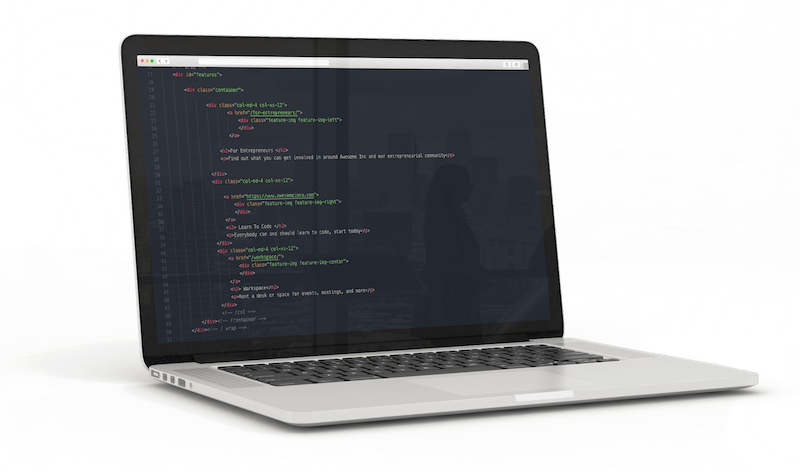 <div id="features">
<div class="container">
<div class="col-md-4 col-xs-12">
<a href="/for-entrepreneurs/">
<div class="feature-img feature-img-left">
</div>
</a>
<h2>For Entrepreneurs </h2>
<p>Find out what you can get involved in around Awesome Inc and our entrepreneurial community</p>
</div>
<div class="col-md-4 col-xs-12">
<a href="https://www.awesomeinc.com">
<div class="feature-img feature-img-right">
</div>
</a>
<h2> Learn To Code </h2>
<p>Everybody can and should learn to code, start today</p>
</div>
<div class="col-md-4 col-xs-12">
<a href="/workspace/">
<div class="feature-img feature-img-center">
</div>
</a>
<h2> Workspace</h2>
<p>Rent a desk or space for events, meetings, and more</p>
</div>
<!-- /col -->
</div><!-- /container -->
</div><!-- / wrap -->